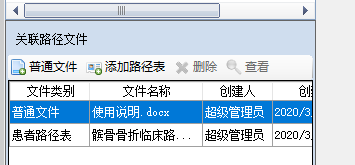 关联路径文件
普通文件 添加路径表 删除 查看
文件类别 文件名称 创建人
普通文件 使用说明.docx 超级管理员 2020/3
患者路径表 髌骨骨折临床路... 超级管理员 2020/3